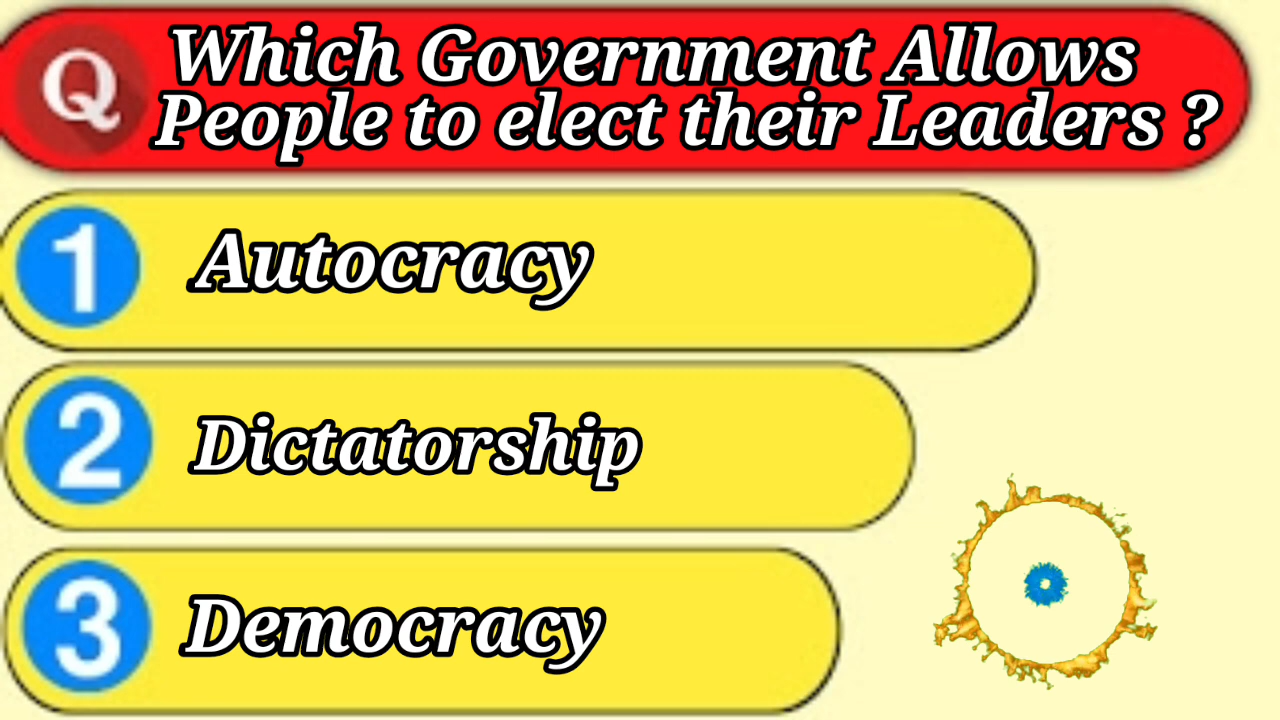 Q Which Government Allows
People to elect their Leaders ?
1 Autocracy
2 Dictatorship
3 Democracy